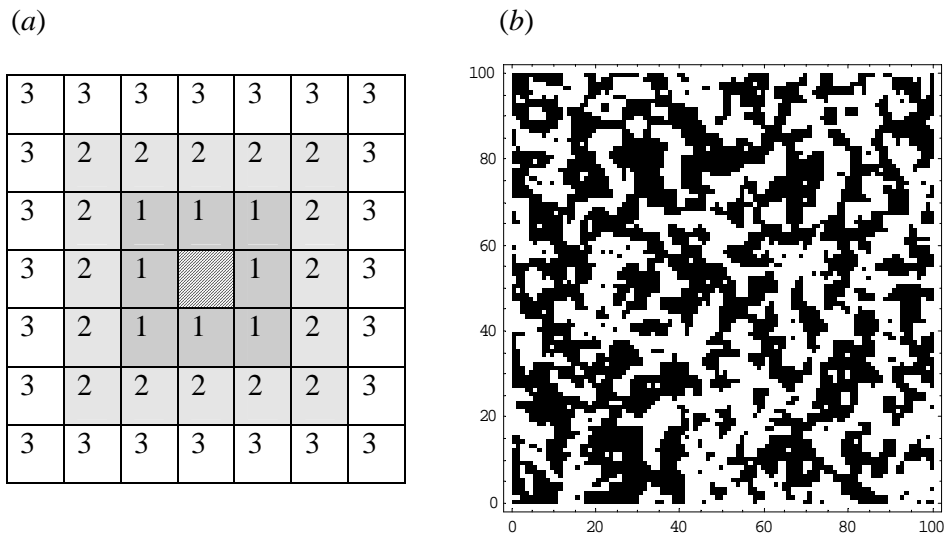 (a)
(b)
3 3 3 3 3 3 3
3 2 2 2 2 2 3
3 2 1 1 1 2 3
3 2 1 1 2 3
3 2 1 1 1 2 3
3 2 2 2 2 2 3
3 3 3 3 3 3 3
100
80
60
40
20
0
0 20 40 60 80 100